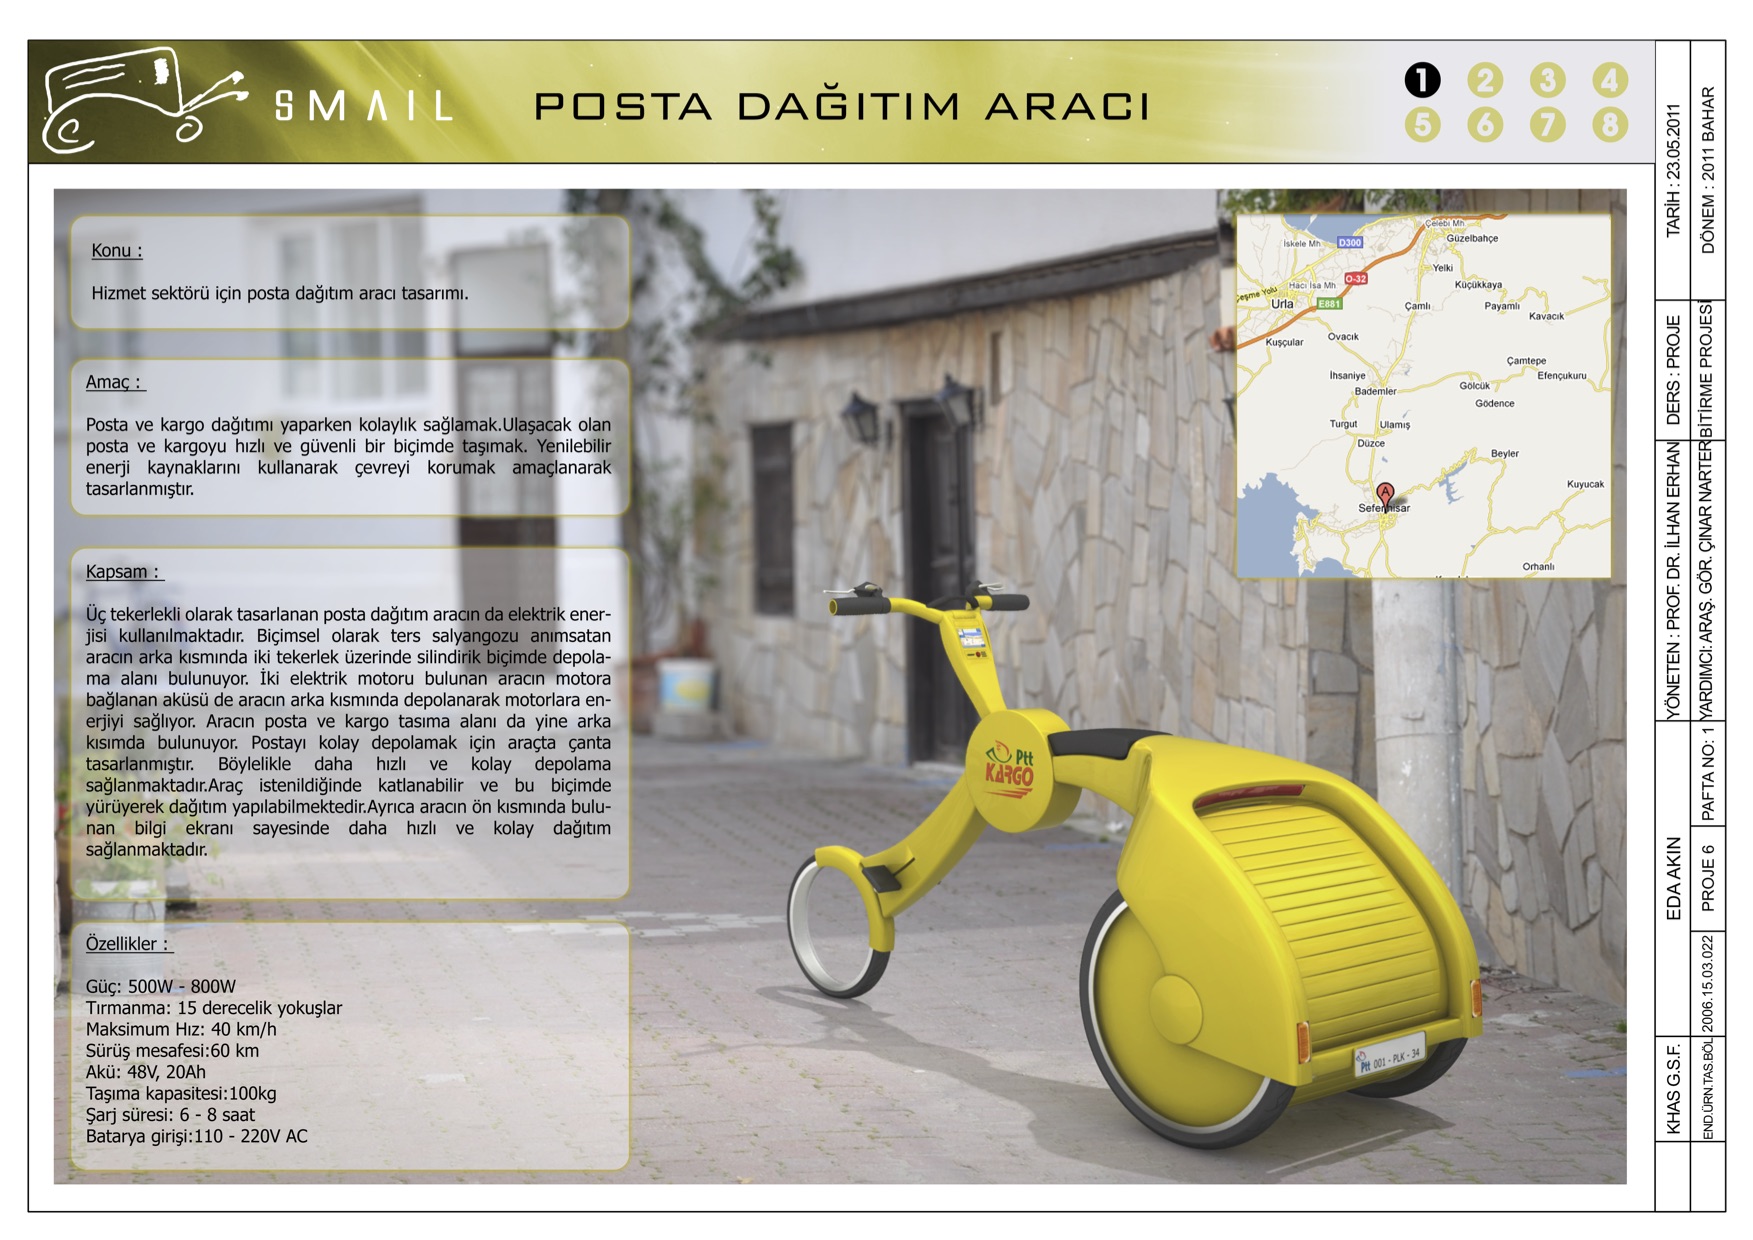 SMAIL
POSTA DAĞITIM ARACI
1 2 3 4
5 6 7 8
Konu :
Hizmet sektörü için posta dağıtım aracı tasarımı.
Amaç :
Posta ve kargo dağıtımı yaparken kolaylık sağlamak.Ulaşacak olan
posta ve kargoyu hızlı ve güvenli bir biçimde taşımak. Yenilebilir
enerji kaynaklarını kullanarak çevreyi korumak amaçlanarak
tasarlanmıştır.
Kapsam :
Üç tekerlekli olarak tasarlanan posta dağıtım aracın da elektrik ener-
jisi kullanılmaktadır. Biçimsel olarak ters salyangozu anımsatan
aracın arka kısmında iki tekerlek üzerinde silindirik biçimde depola-
ma alanı bulunuyor. İki elektrik motoru bulunan aracın motora
bağlanan aküsü de aracın arka kısmında depolanarak motorlara en-
erjiyi sağlıyor. Aracın posta ve kargo tasıma alanı da yine arka
kısımda bulunuyor. Postayı kolay depolamak için araçta çanta
tasarlanmıştır. Böylelikle daha hızlı ve kolay depolama
sağlanmaktadır.Araç istenildiğinde katlanabilir ve bu biçimde
yürüyerek dağıtım yapılabilmektedir.Ayrıca aracın ön kısmında bulu-
nan bilgi ekranı sayesinde daha hızlı ve kolay dağıtım
sağlanmaktadır.
Özellikler :
Güç: 500W - 800W
Tırmanma: 15 derecelik yokuşlar
Maksimum Hız: 40 km/h
Sürüş mesafesi:60 km
Akü: 48V, 20Ah
Taşıma kapasitesi:100kg
Şarj süresi: 6 - 8 saat
Batarya girişi:110 - 220V AC
Çelebi Mh
İskele Mh
D300
Güzelbahçe
Yelki
O-32
Hacı İsa Mh
Küçükkaya
Çeşme Yolu
Urla
E881
Çamlı
Payamlı
Kavacık
Kuşçular
Ovacık
Çamtepe
İhsaniye
Efençukuru
Bademler
Gölcük
Gödence
Turgut
Ulamış
Düzce
Beyler
Kuyucak
A
Seferihisar
Orhanlı
Ptt
KARGO
Ptt 001 - PLK - 34
TARİH : 23.05.2011
DÖNEM : 2011 BAHAR
DERS : PROJE
BİTİRME PROJESİ
YÖNETEN : PROF. DR. İLHAN ERHAN
YARDIMCI: ARAŞ. GÖR. ÇINAR NARTER
PAFTA NO: 1
EDA AKIN
PROJE 6
2006.15.03.022
KHAS G.S.F.
END.ÜRN.TAS.BÖL